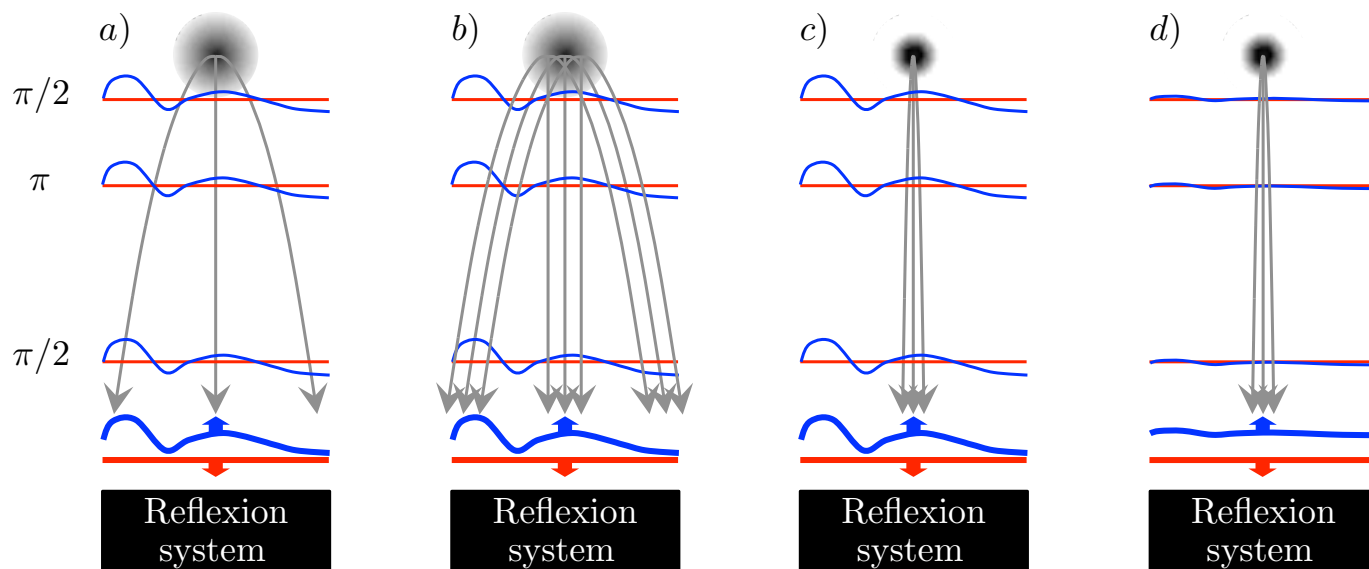 a)
b)
c)
d)
π/2
π
π/2
Reflexion
system
Reflexion
system
Reflexion
system
Reflexion
system